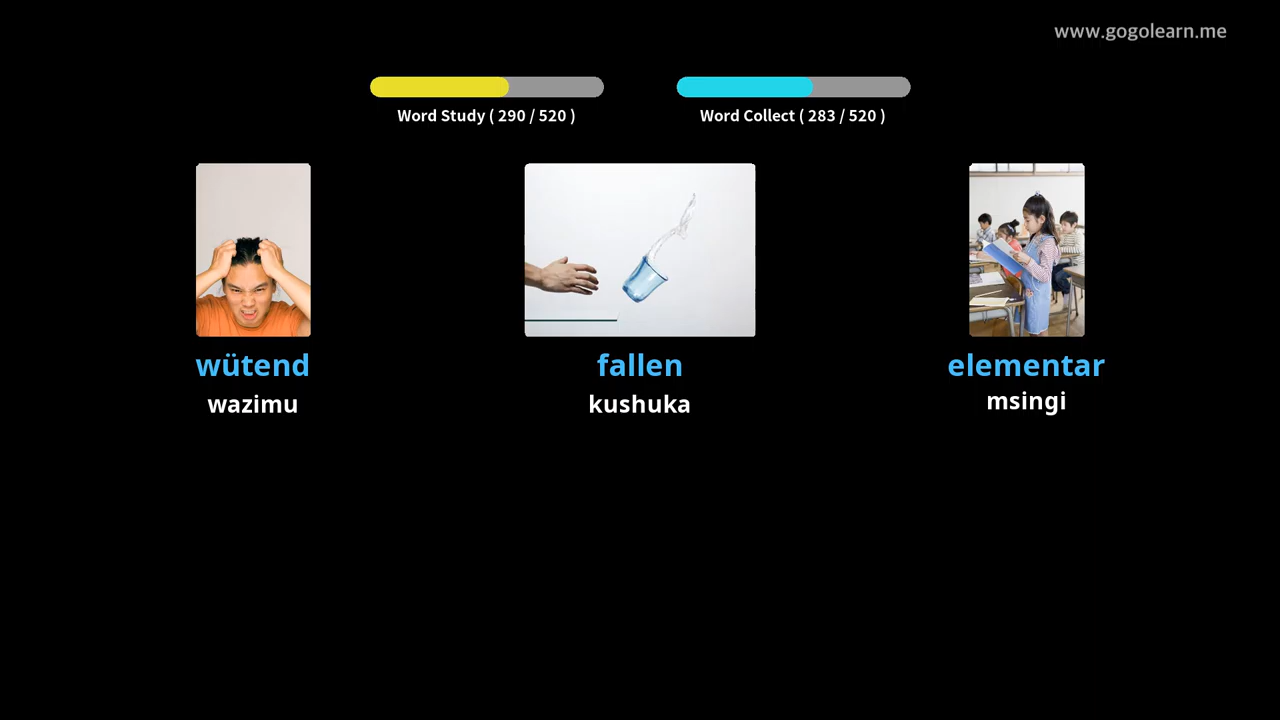 www.gogolearn.me
Word Study ( 290 / 520 )
Word Collect ( 283 / 520 )
wütend
wazimu
fallen
kushuka
elementar
msingi